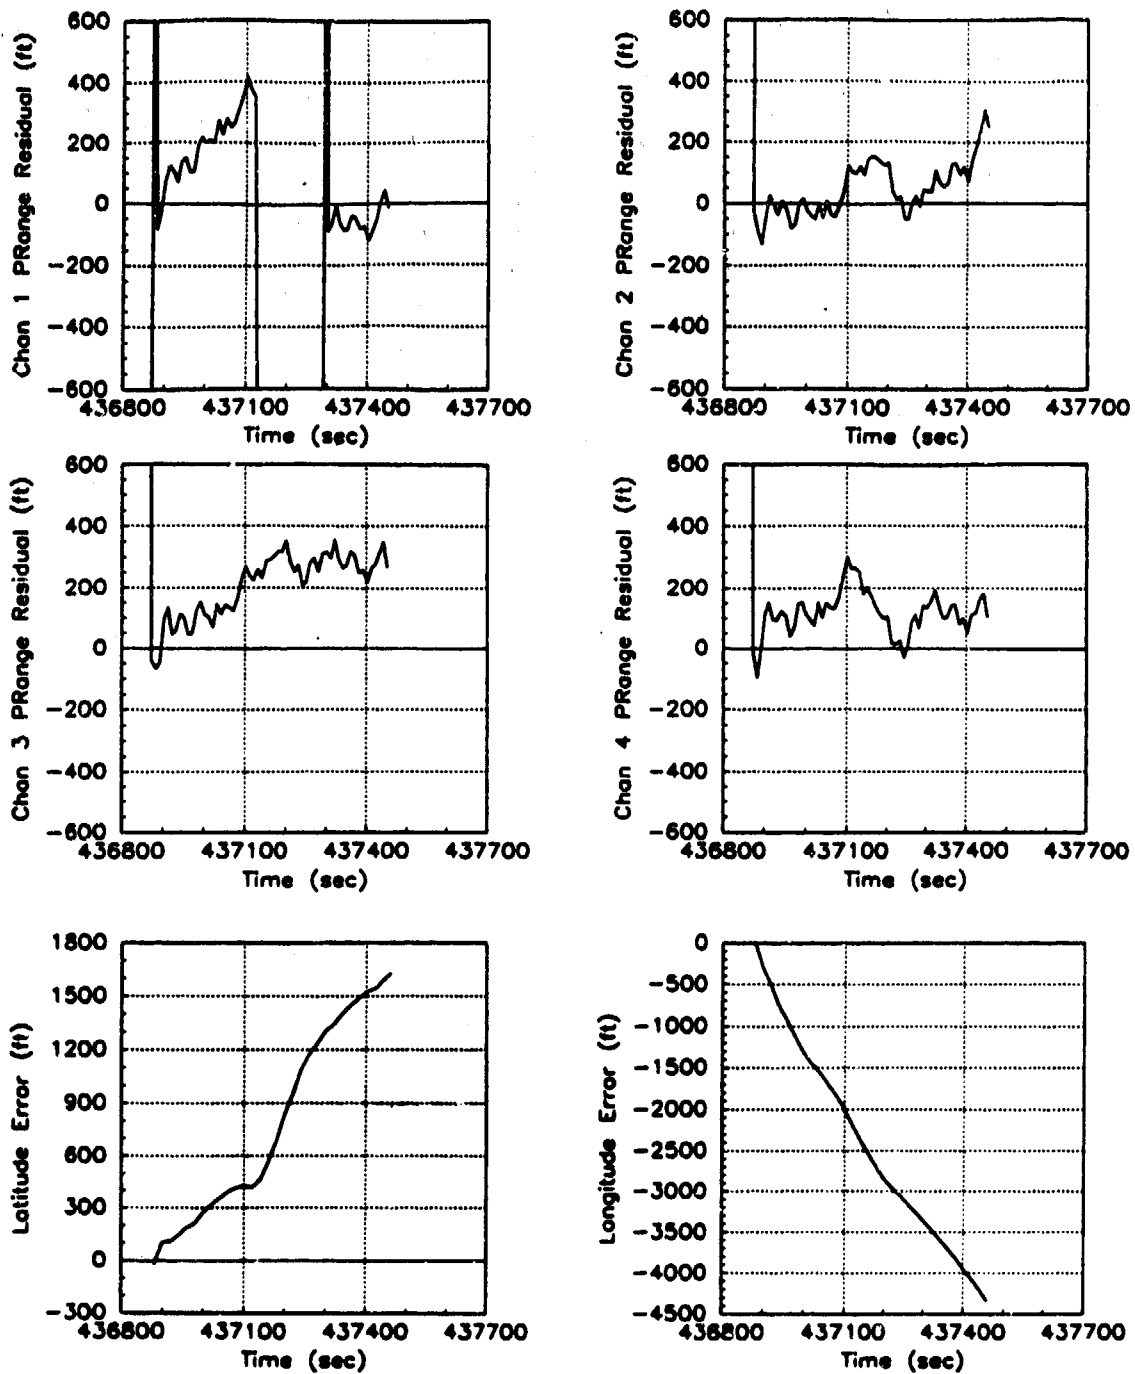 Chan 1 PRange Residual (ft)
600
400
200
0
-200
-400
-600
436800 437100 437400 437700
Time (sec)
Chan 2 PRange Residual (ft)
600
400
200
0
-200
-400
-600
436800 437100 437400 437700
Time (sec)
Chan 3 PRange Residual (ft)
600
400
200
0
-200
-400
-600
436800 437100 437400 437700
Time (sec)
Chan 4 PRange Residual (ft)
600
400
200
0
-200
-400
-600
436800 437100 437400 437700
Time (sec)
Latitude Error (ft)
1800
1500
1200
900
600
300
0
-300
436800 437100 437400 437700
Time (sec)
Longitude Error (ft)
0
-500
-1000
-1500
-2000
-2500
-3000
-3500
-4000
-4500
436800 437100 437400 437700
Time (sec)